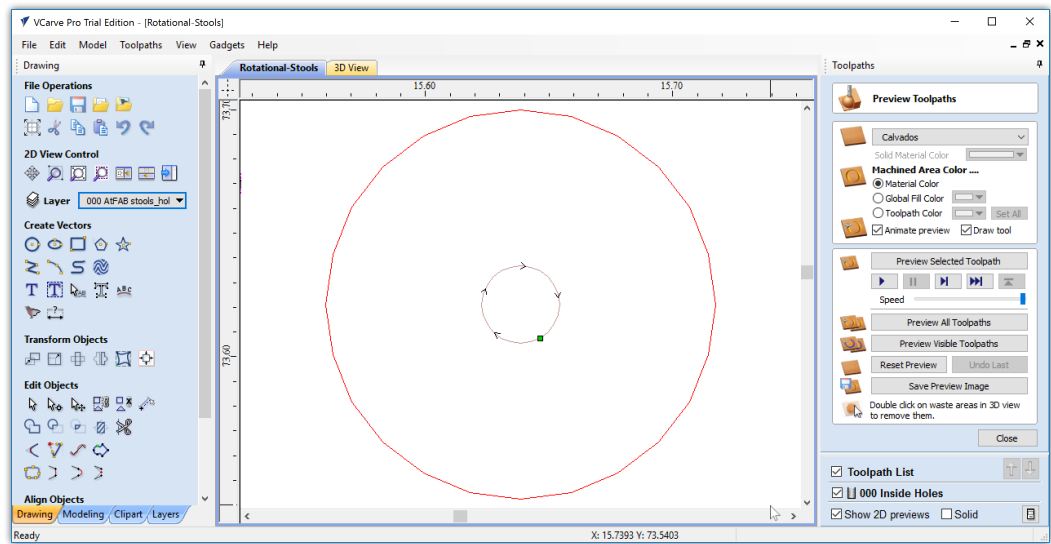 VCarve Pro Trial Edition - [Rotational-Stools]
File Edit Model Toolpaths View Gadgets Help
Drawing
File Operations
2D View Control
Layer 000 AtFAB stools_hol
Create Vectors
Transform Objects
Edit Objects
Align Objects
Drawing Modeling Clipart Layers
Rotational-Stools 3D View
15.60 15.70
73.70
73.60
Toolpaths
Preview Toolpaths
Calvados
Solid Material Color
Machined Area Color ....
Material Color
Global Fill Color
Toolpath Color Set All
Animate preview Draw tool
Preview Selected Toolpath
Speed
Preview All Toolpaths
Preview Visible Toolpaths
Reset Preview Undo Last
Save Preview Image
Double click on waste areas in 3D view
to remove them.
Close
Toolpath List
000 Inside Holes
Show 2D previews Solid
Ready X: 15.7393 Y: 73.5403